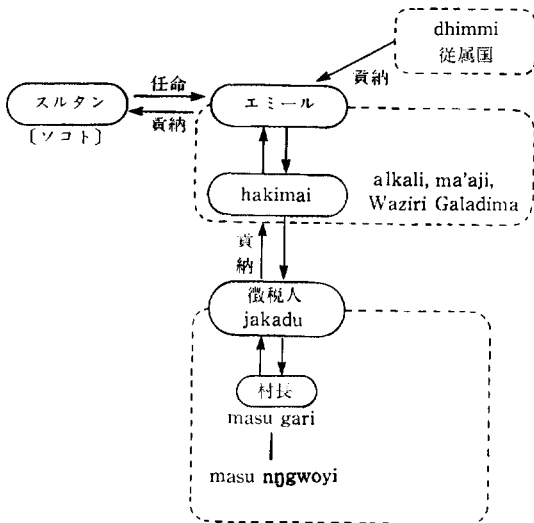 dhimmi
従属国
貢納
任命
スルタン
エミール
貢納
〔ソコト〕
hakimai
alkali, ma'aji,
Waziri Galadima
貢
納
徴税人
jakadu
村長
masu gari
masu nŋgwoyi